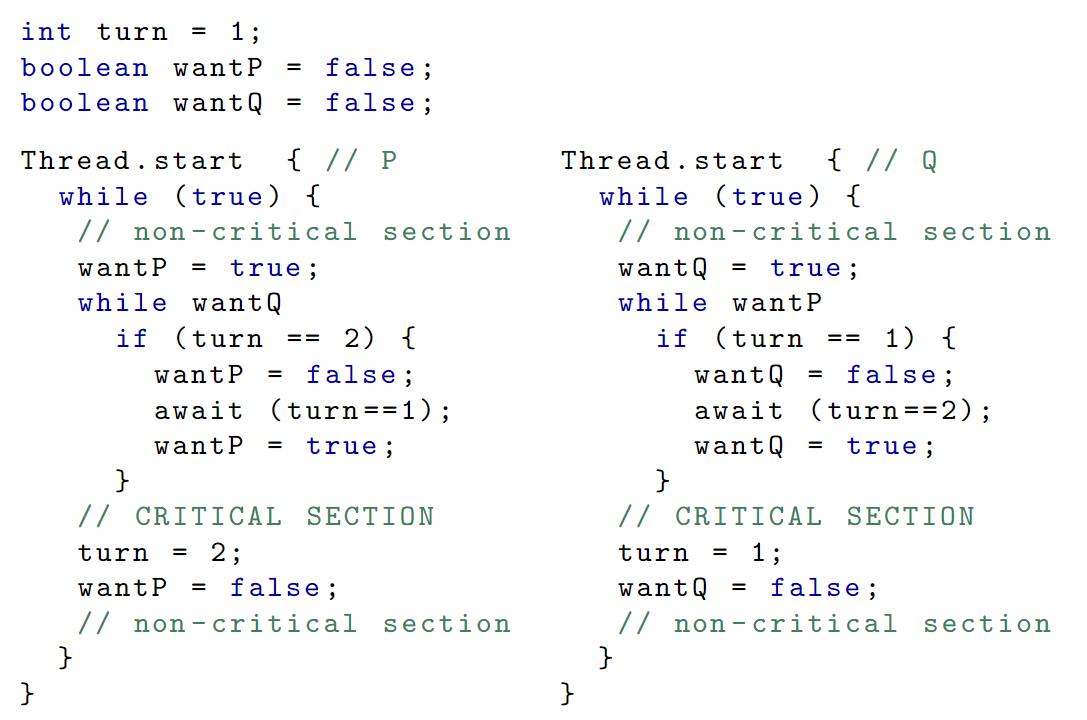 int turn = 1;
boolean wantP = false;
boolean wantQ = false;
Thread.start  { // P
  while (true) {
   // non-critical section
   wantP = true;
   while wantQ
     if (turn == 2) {
       wantP = false;
       await (turn==1);
       wantP = true;
     }
   // CRITICAL SECTION
   turn = 2;
   wantP = false;
   // non-critical section
  }
}
Thread.start  { // Q
  while (true) {
   // non-critical section
   wantQ = true;
   while wantP
     if (turn == 1) {
       wantQ = false;
       await (turn==2);
       wantQ = true;
     }
   // CRITICAL SECTION
   turn = 1;
   wantQ = false;
   // non-critical section
  }
}